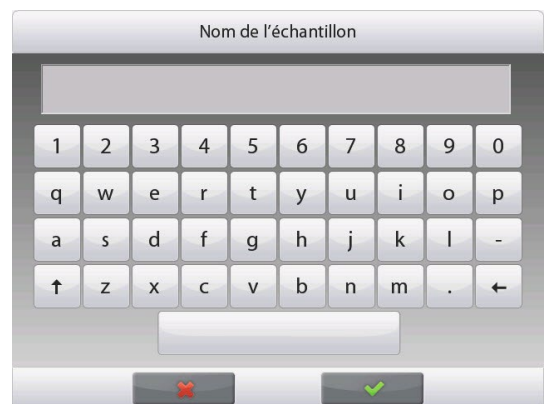 Nom de l'échantillon
1 2 3 4 5 6 7 8 9 0
q w e r t y u i o p
a s d f g h j k l -
↑ z x c v b n m . ←